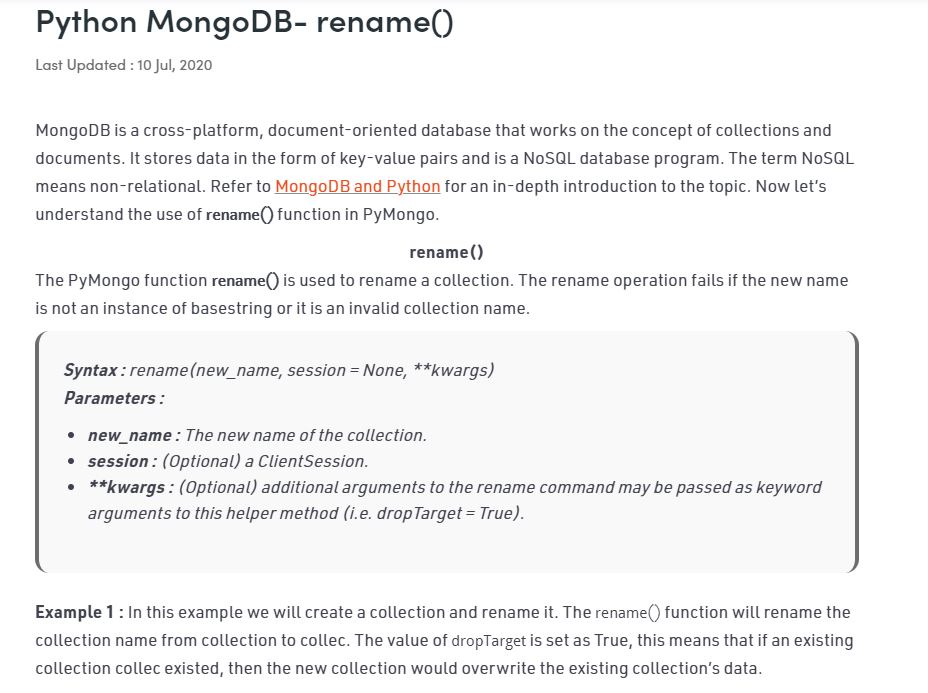 Python MongoDB- rename()
Last Updated : 10 Jul, 2020
MongoDB is a cross-platform, document-oriented database that works on the concept of collections and
documents. It stores data in the form of key-value pairs and is a NoSQL database program. The term NoSQL
means non-relational. Refer to MongoDB and Python for an in-depth introduction to the topic. Now let's
understand the use of rename() function in PyMongo.
rename()
The PyMongo function rename() is used to rename a collection. The rename operation fails if the new name
is not an instance of basestring or it is an invalid collection name.
Syntax : rename(new_name, session = None, **kwargs)
Parameters :
• new_name : The new name of the collection.
• session : (Optional) a ClientSession.
• **kwargs : (Optional) additional arguments to the rename command may be passed as keyword
arguments to this helper method (i.e. dropTarget = True).
Example 1 : In this example we will create a collection and rename it. The rename() function will rename the
collection name from collection to collec. The value of dropTarget is set as True, this means that if an existing
collection collec existed, then the new collection would overwrite the existing collection's data.